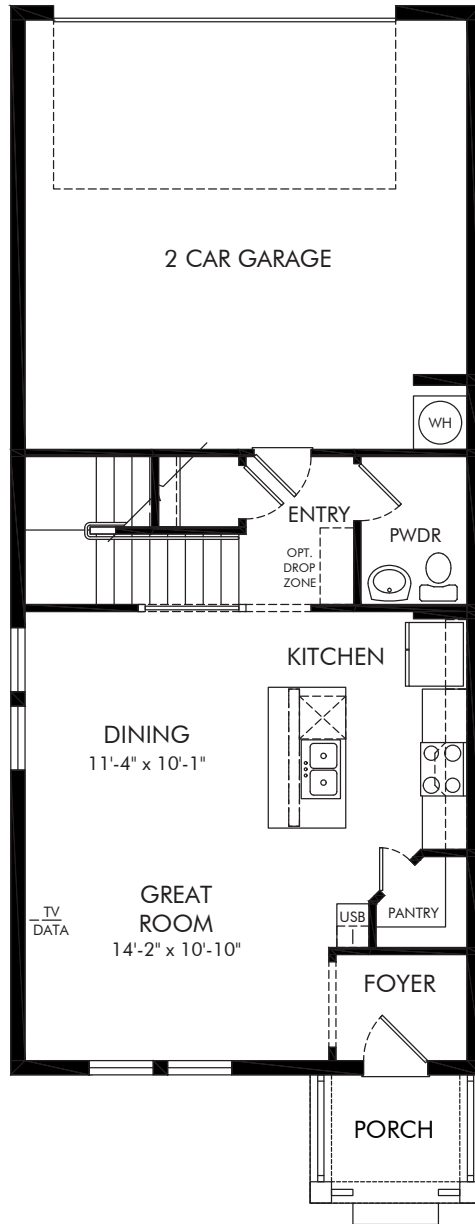 2 CAR GARAGE
WH
ENTRY
PWDR
OPT.
DROP
ZONE
KITCHEN
DINING
11'-4" x 10'-1"
GREAT
ROOM
14'-2" x 10'-10"
TV
DATA
USB
PANTRY
FOYER
PORCH